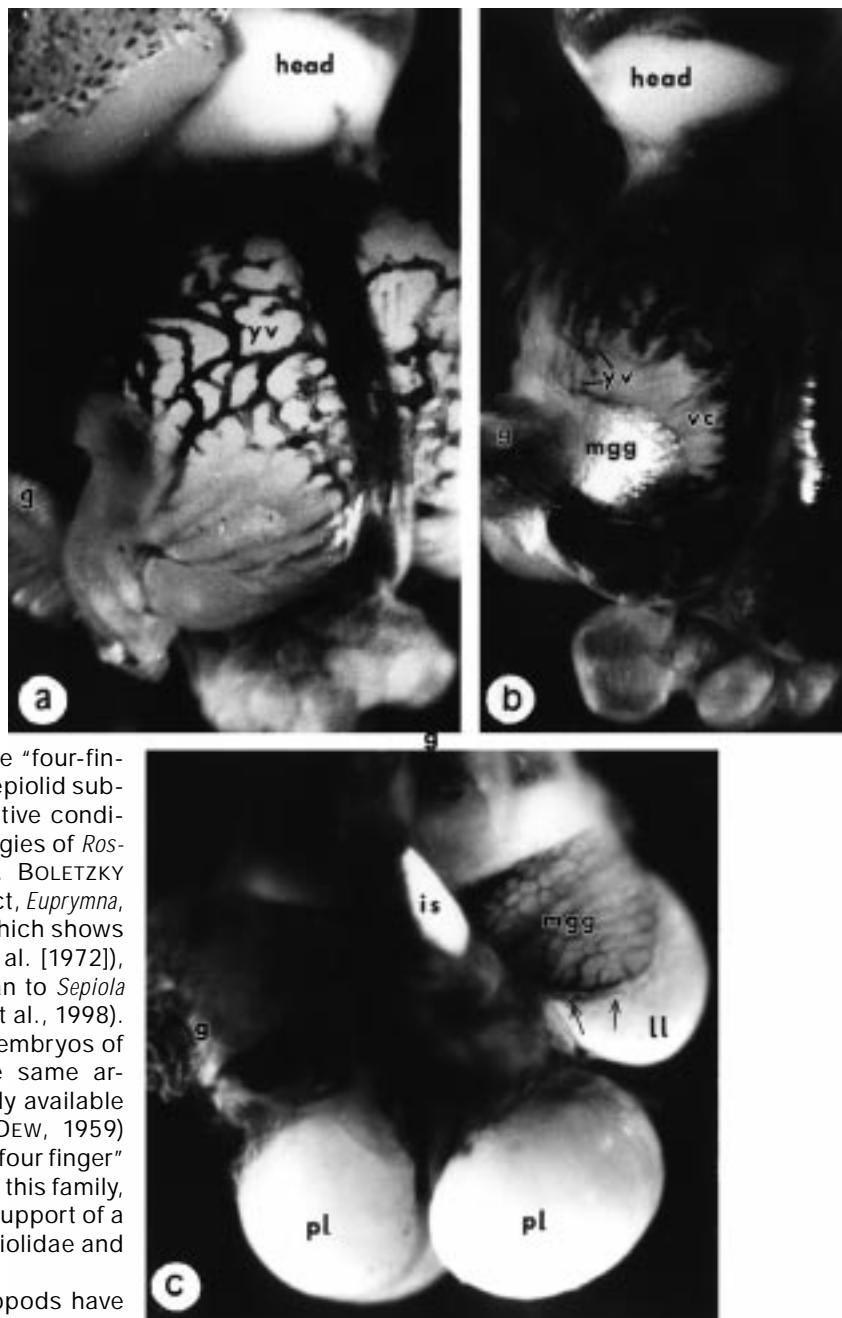 head
head
yv
yv
vc
g
mgg
g
a
b
g
e “four-fin-
epiolid sub-
tive condi-
gies of Ros-
. BOLETZKY
ct, Euprymna,
hich shows
al. [1972]),
an to Sepiola
t al., 1998).
embryos of
e same ar-
ly available
DEW, 1959)
four finger”
this family,
upport of a
iolidae and
opods have
is
mgg
ll
g
pl
pl
c